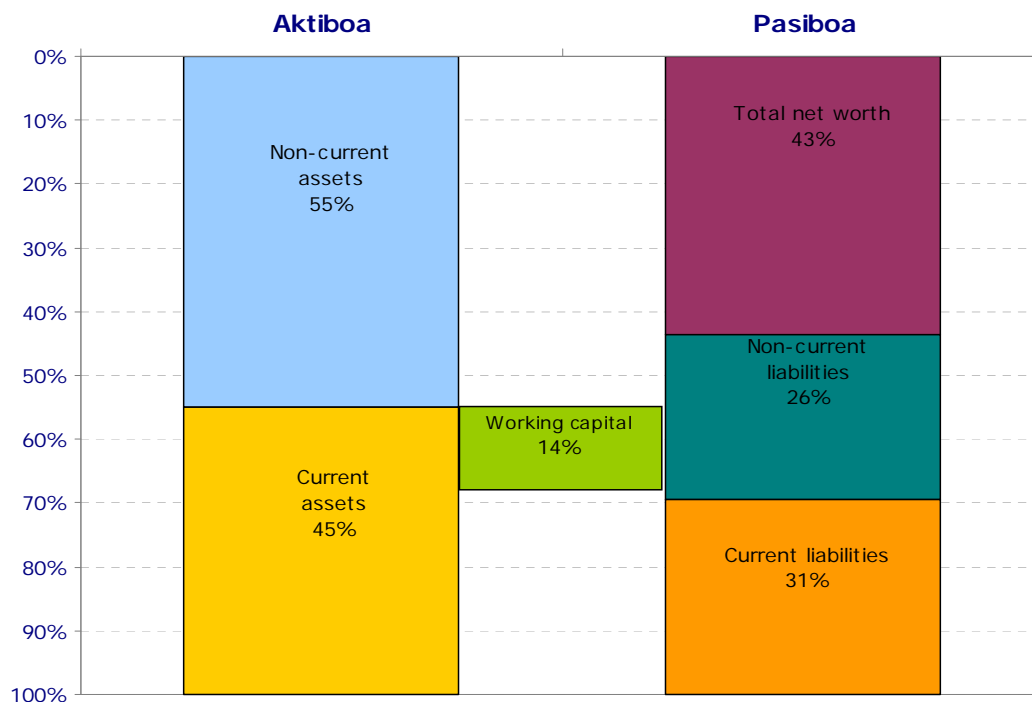 Aktiboa
Pasiboa
0%
10%
20%
30%
40%
50%
60%
70%
80%
90%
100%
Non-current
assets
55%
Current
assets
45%
Working capital
14%
Total net worth
43%
Non-current
liabilities
26%
Current liabilities
31%